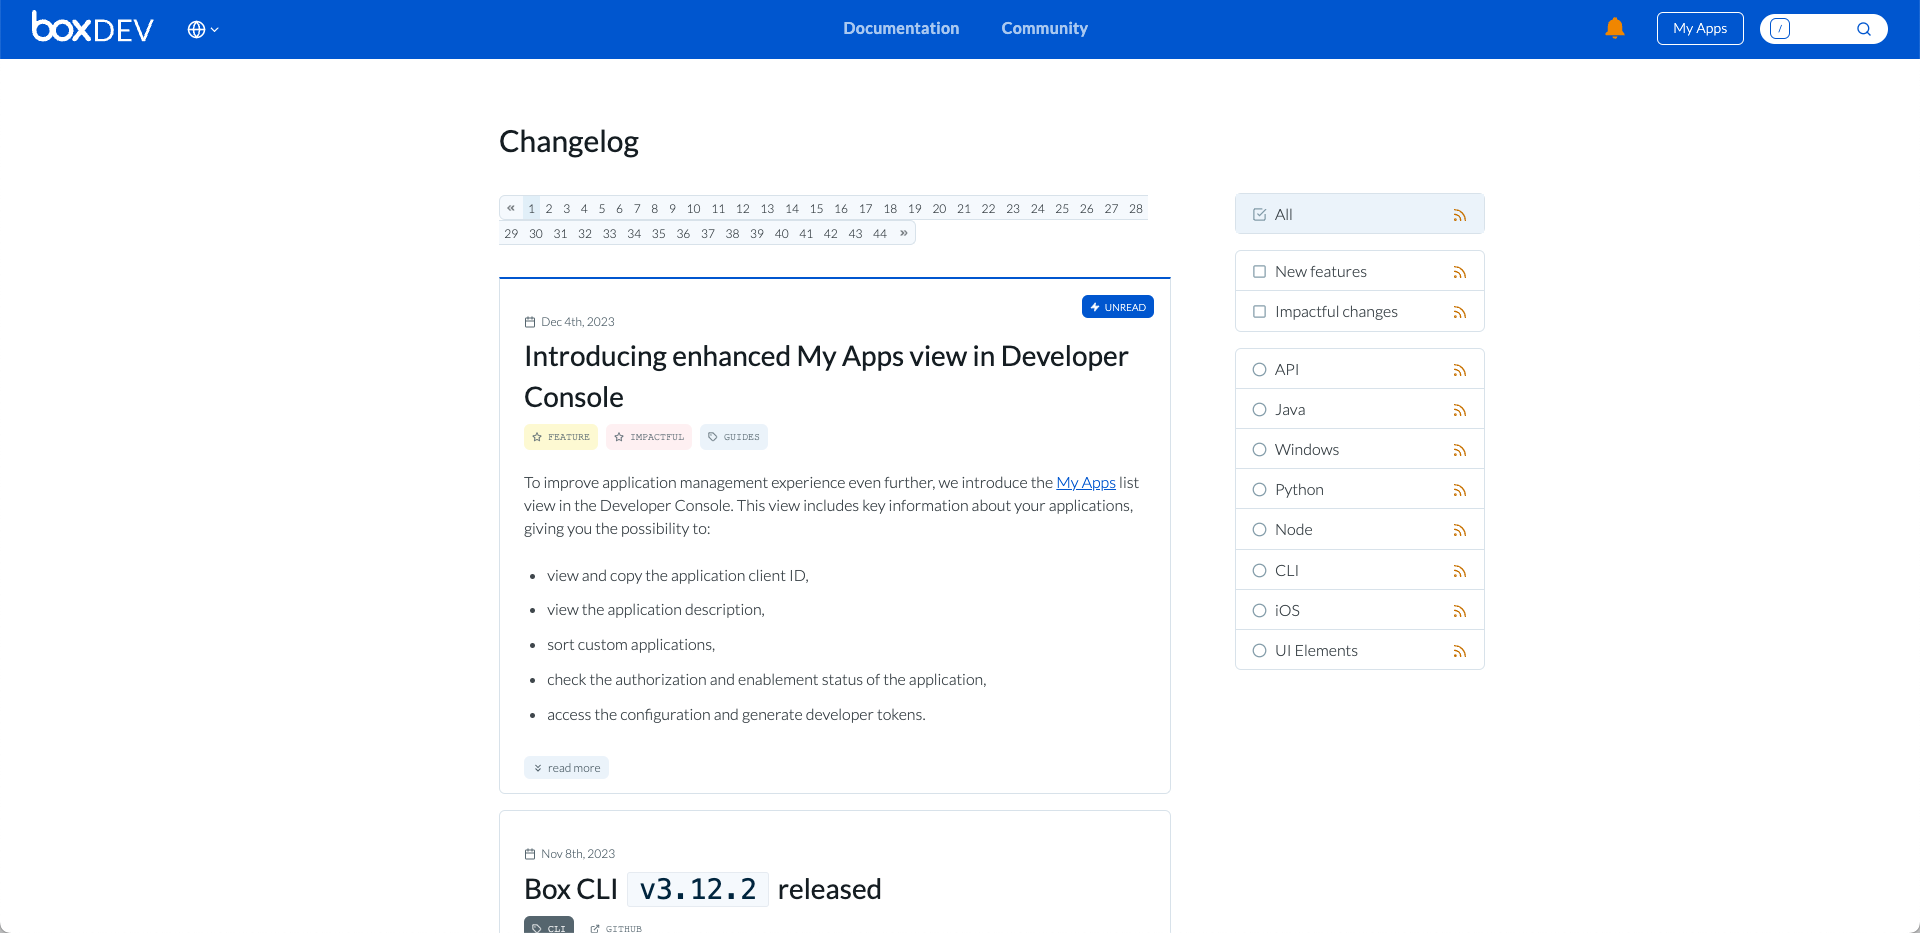 boxDEV
Documentation
Community
My Apps
/
Changelog
« 1 2 3 4 5 6 7 8 9 10 11 12 13 14 15 16 17 18 19 20 21 22 23 24 25 26 27 28
29 30 31 32 33 34 35 36 37 38 39 40 41 42 43 44 »
UNREAD
Dec 4th, 2023
Introducing enhanced My Apps view in Developer
Console
FEATURE IMPACTFUL GUIDES
To improve application management experience even further, we introduce the My Apps list
view in the Developer Console. This view includes key information about your applications,
giving you the possibility to:
• view and copy the application client ID,
• view the application description,
• sort custom applications,
• check the authorization and enablement status of the application,
• access the configuration and generate developer tokens.
read more
Nov 8th, 2023
Box CLI v3.12.2 released
CLI GITHUB
All
New features
Impactful changes
API
Java
Windows
Python
Node
CLI
iOS
UI Elements